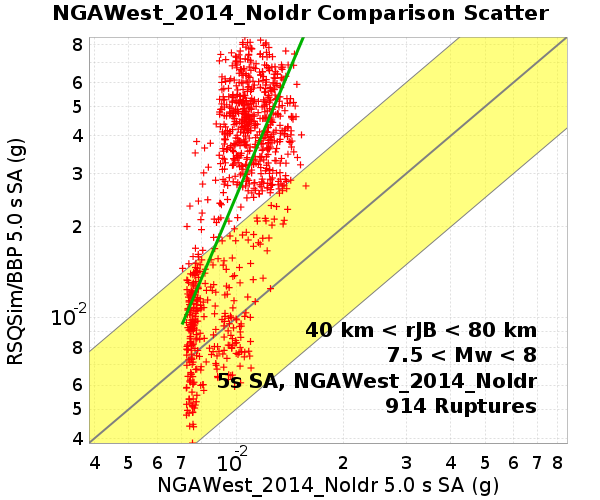 NGAWest_2014_NoIdr Comparison Scatter
RSQSim/BBP 5.0 s SA (g)
8
6
5
4
3
2
10-2
8
6
5
4
40 km < rJB < 80 km
7.5 < Mw < 8
5s SA, NGAWest_2014_NoIdr
914 Ruptures
4 5 6 7 10-2 2 3 4 5 6 7 8
NGAWest_2014_NoIdr 5.0 s SA (g)